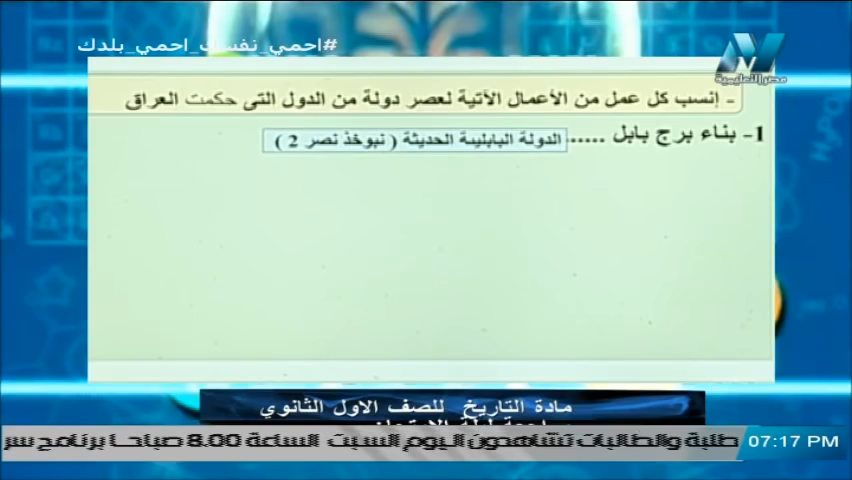 #احمي_نفسك_احمي_بلدك
مصر التعليمية
- إنسب كل عمل من الأعمال الآتية لعصر دولة من الدول التى حكمت العراق
1- بناء برج بابل ...... الدولة البابلية الحديثة ( نبوخذ نصر 2 )
مادة التاريخ للصف الاول الثانوي
طلبة والطالبات تشاهدون اليوم السبت الساعة 8.00 صباحا برنامج سر
07:17 PM